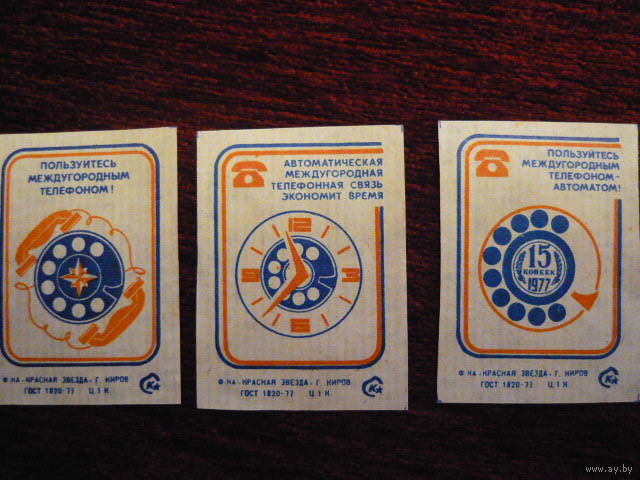 ПОЛЬЗУЙТЕСЬ
МЕЖДУГОРОДНЫМ
ТЕЛЕФОНОМ!
Ф-КА "КРАСНАЯ ЗВЕЗДА" Г. КИРОВ
ГОСТ 1820-77 Ц. 1 К.
АВТОМАТИЧЕСКАЯ
МЕЖДУГОРОДНАЯ
ТЕЛЕФОННАЯ СВЯЗЬ
ЭКОНОМИТ ВРЕМЯ
12
9 3
6
Ф-КА "КРАСНАЯ ЗВЕЗДА" Г. КИРОВ
ГОСТ 1820-77 Ц. 1 К.
ПОЛЬЗУЙТЕСЬ
МЕЖДУГОРОДНЫМ
ТЕЛЕФОНОМ-
АВТОМАТОМ!
15
КОПЕЕК
1977
Ф-КА "КРАСНАЯ ЗВЕЗДА" Г. КИРОВ
ГОСТ 1820-77 Ц. 1 К.
www.ay.by